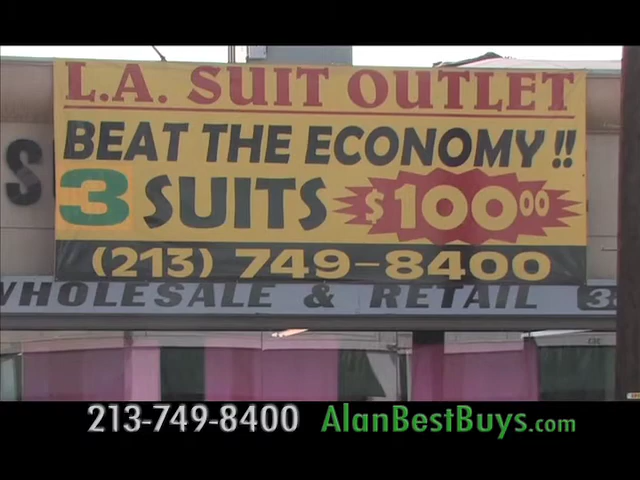 L.A. SUIT OUTLET
BEAT THE ECONOMY !!
3 SUITS $100.00
(213) 749-8400
WHOLESALE & RETAIL
213-749-8400 AlanBestBuys.com